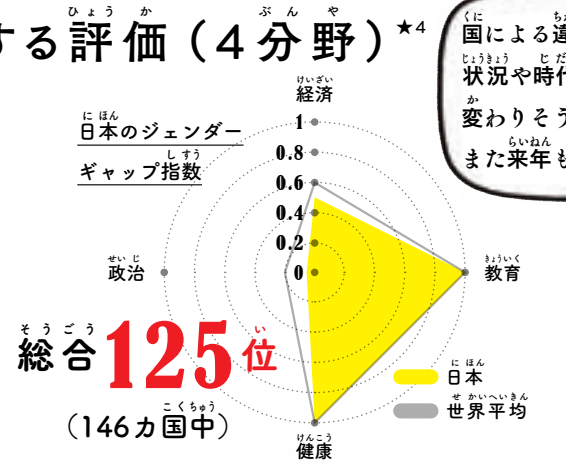 する評価（4分野）★4
国による違
状況や時代
変わりそう
また来年も
日本のジェンダー
ギャップ指数
経済
1
0.8
0.6
0.4
0.2
0
政治
教育
健康
総合125位
（146カ国中）
日本
世界平均